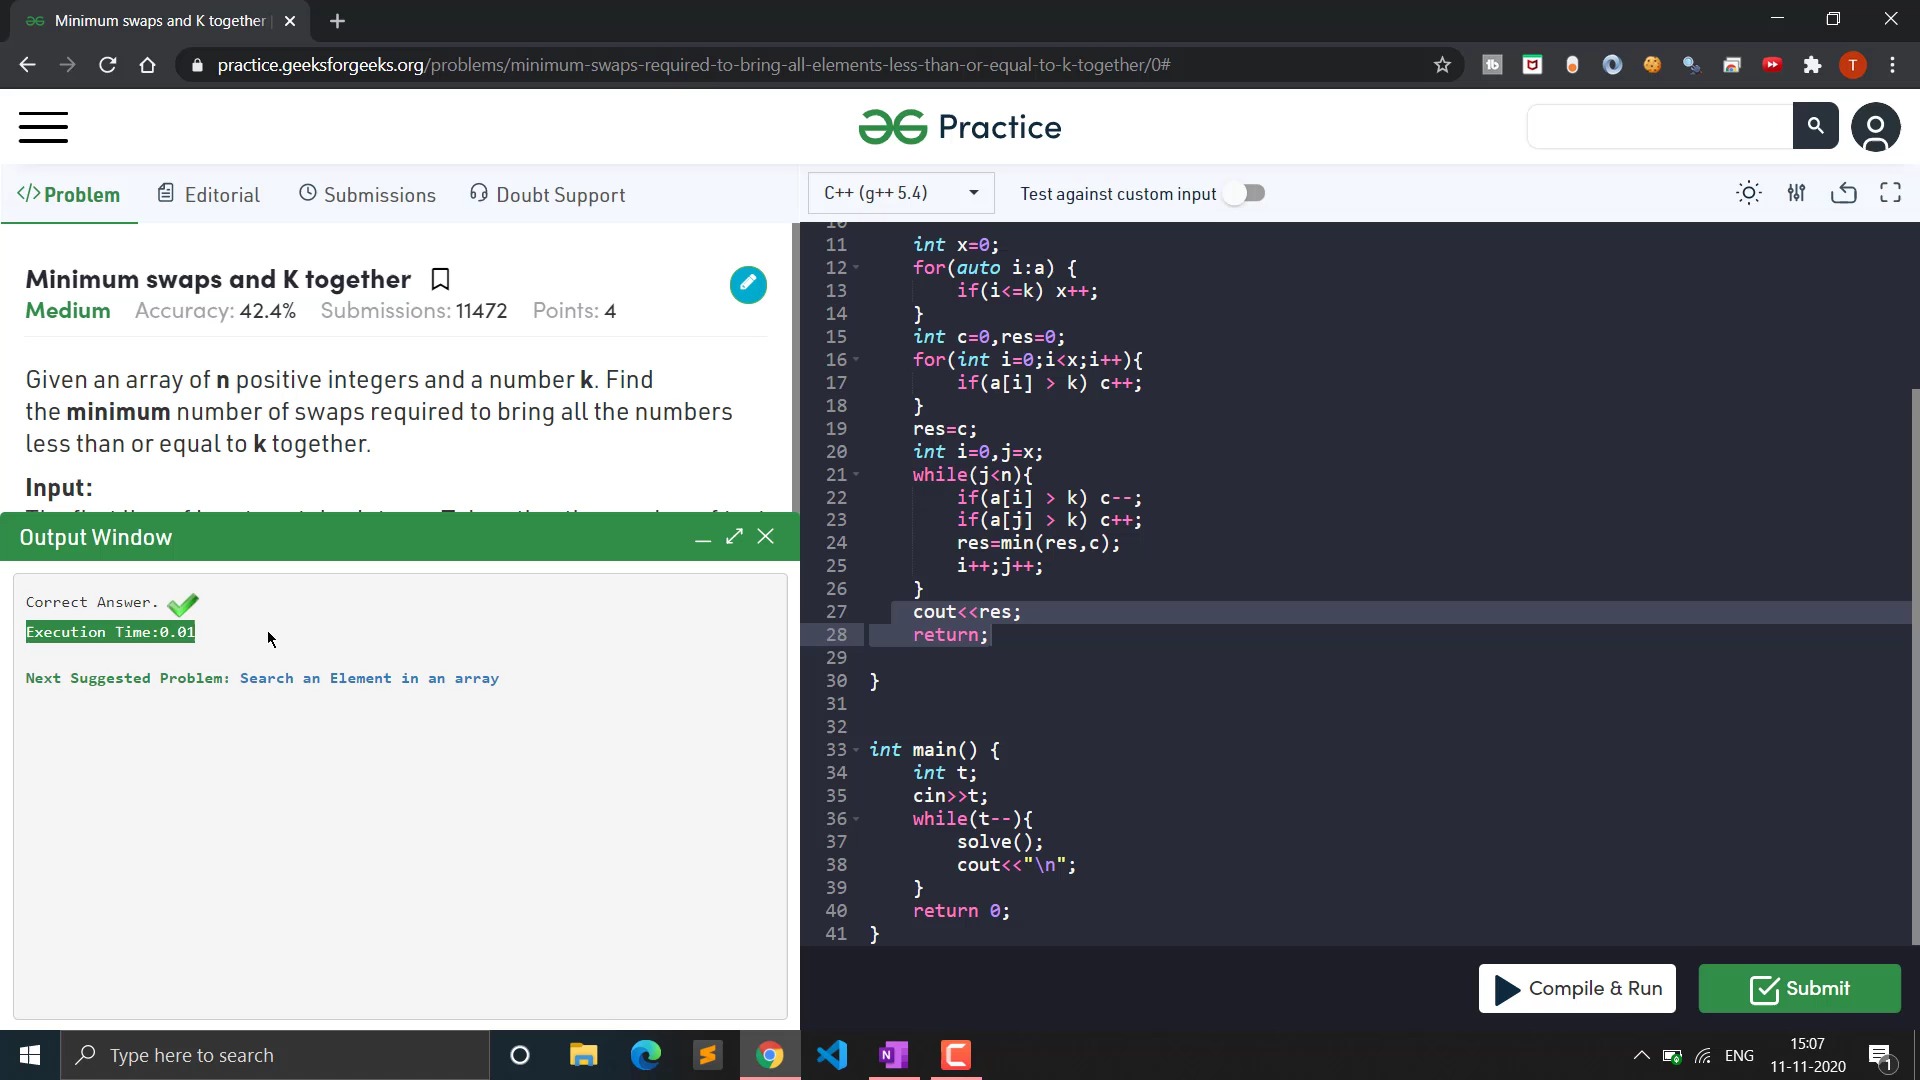 Minimum swaps and K together
practice.geeksforgeeks.org/problems/minimum-swaps-required-to-bring-all-elements-less-than-or-equal-to-k-together/0#
T
Practice
</> Problem
Editorial
Submissions
Doubt Support
C++ (g++ 5.4)
Test against custom input
Minimum swaps and K together
Medium Accuracy: 42.4% Submissions: 11472 Points: 4
Given an array of n positive integers and a number k. Find
the minimum number of swaps required to bring all the numbers
less than or equal to k together.
Input:
Output Window
Correct Answer.
Execution Time:0.01
Next Suggested Problem: Search an Element in an array
10
11 int x=0;
12 for(auto i:a) {
13 if(i<=k) x++;
14 }
15 int c=0,res=0;
16 for(int i=0;i<x;i++){
17 if(a[i] > k) c++;
18 }
19 res=c;
20 int i=0,j=x;
21 while(j<n){
22 if(a[i] > k) c--;
23 if(a[j] > k) c++;
24 res=min(res,c);
25 i++;j++;
26 }
27 cout<<res;
28 return;
29
30 }
31
32
33 int main() {
34 int t;
35 cin>>t;
36 while(t--){
37 solve();
38 cout<<"\n";
39 }
40 return 0;
41 }
Compile & Run
Submit
Type here to search
ENG
15:07
11-11-2020
1